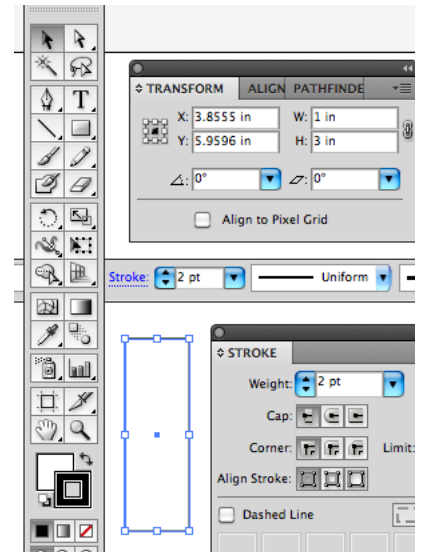 TRANSFORM ALIGN PATHFINDE
X: 3.8555 in W: 1 in
Y: 5.9596 in H: 3 in
0° 0°
Align to Pixel Grid
T
Stroke: 2 pt Uniform
STROKE
Weight: 2 pt
Cap:
Corner: Limit:
Align Stroke:
Dashed Line